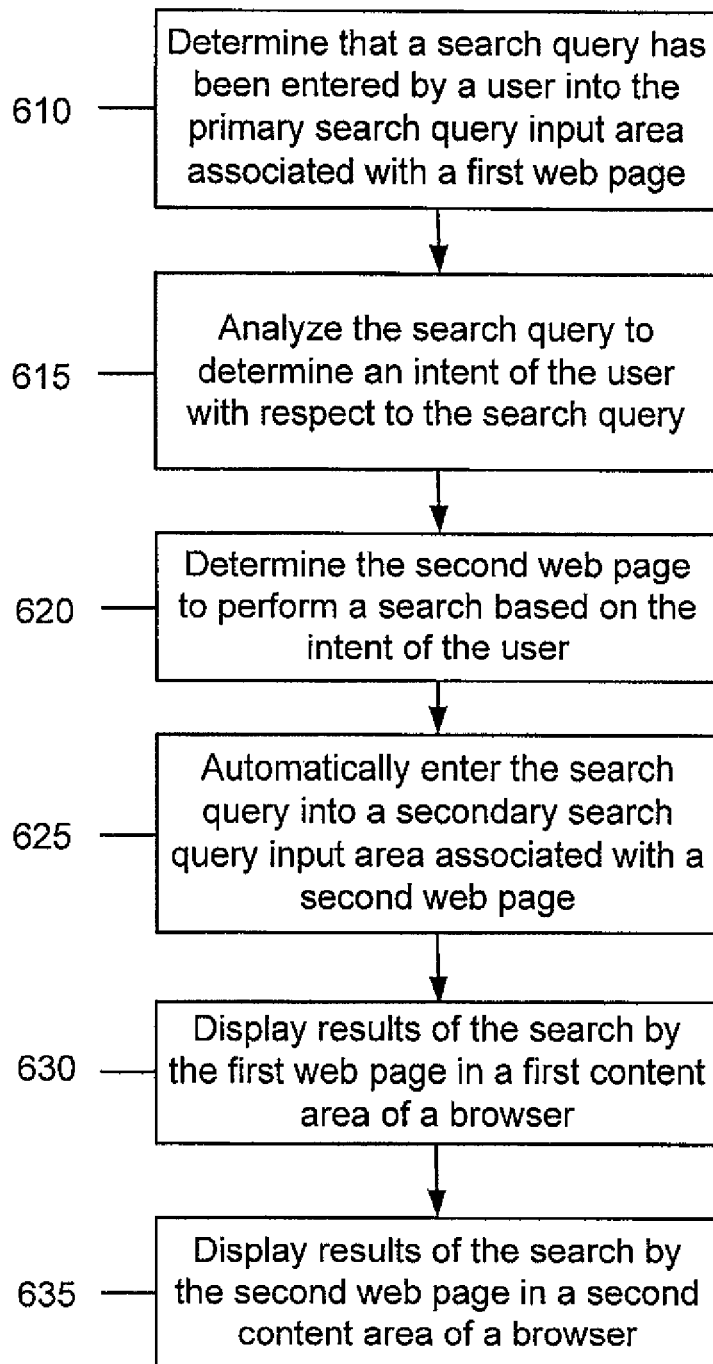 610
Determine that a search query has
been entered by a user into the
primary search query input area
associated with a first web page
615
Analyze the search query to
determine an intent of the user
with respect to the search query
620
Determine the second web page
to perform a search based on the
intent of the user
625
Automatically enter the search
query into a secondary search
query input area associated with a
second web page
630
Display results of the search by
the first web page in a first content
area of a browser
635
Display results of the search by
the second web page in a second
content area of a browser